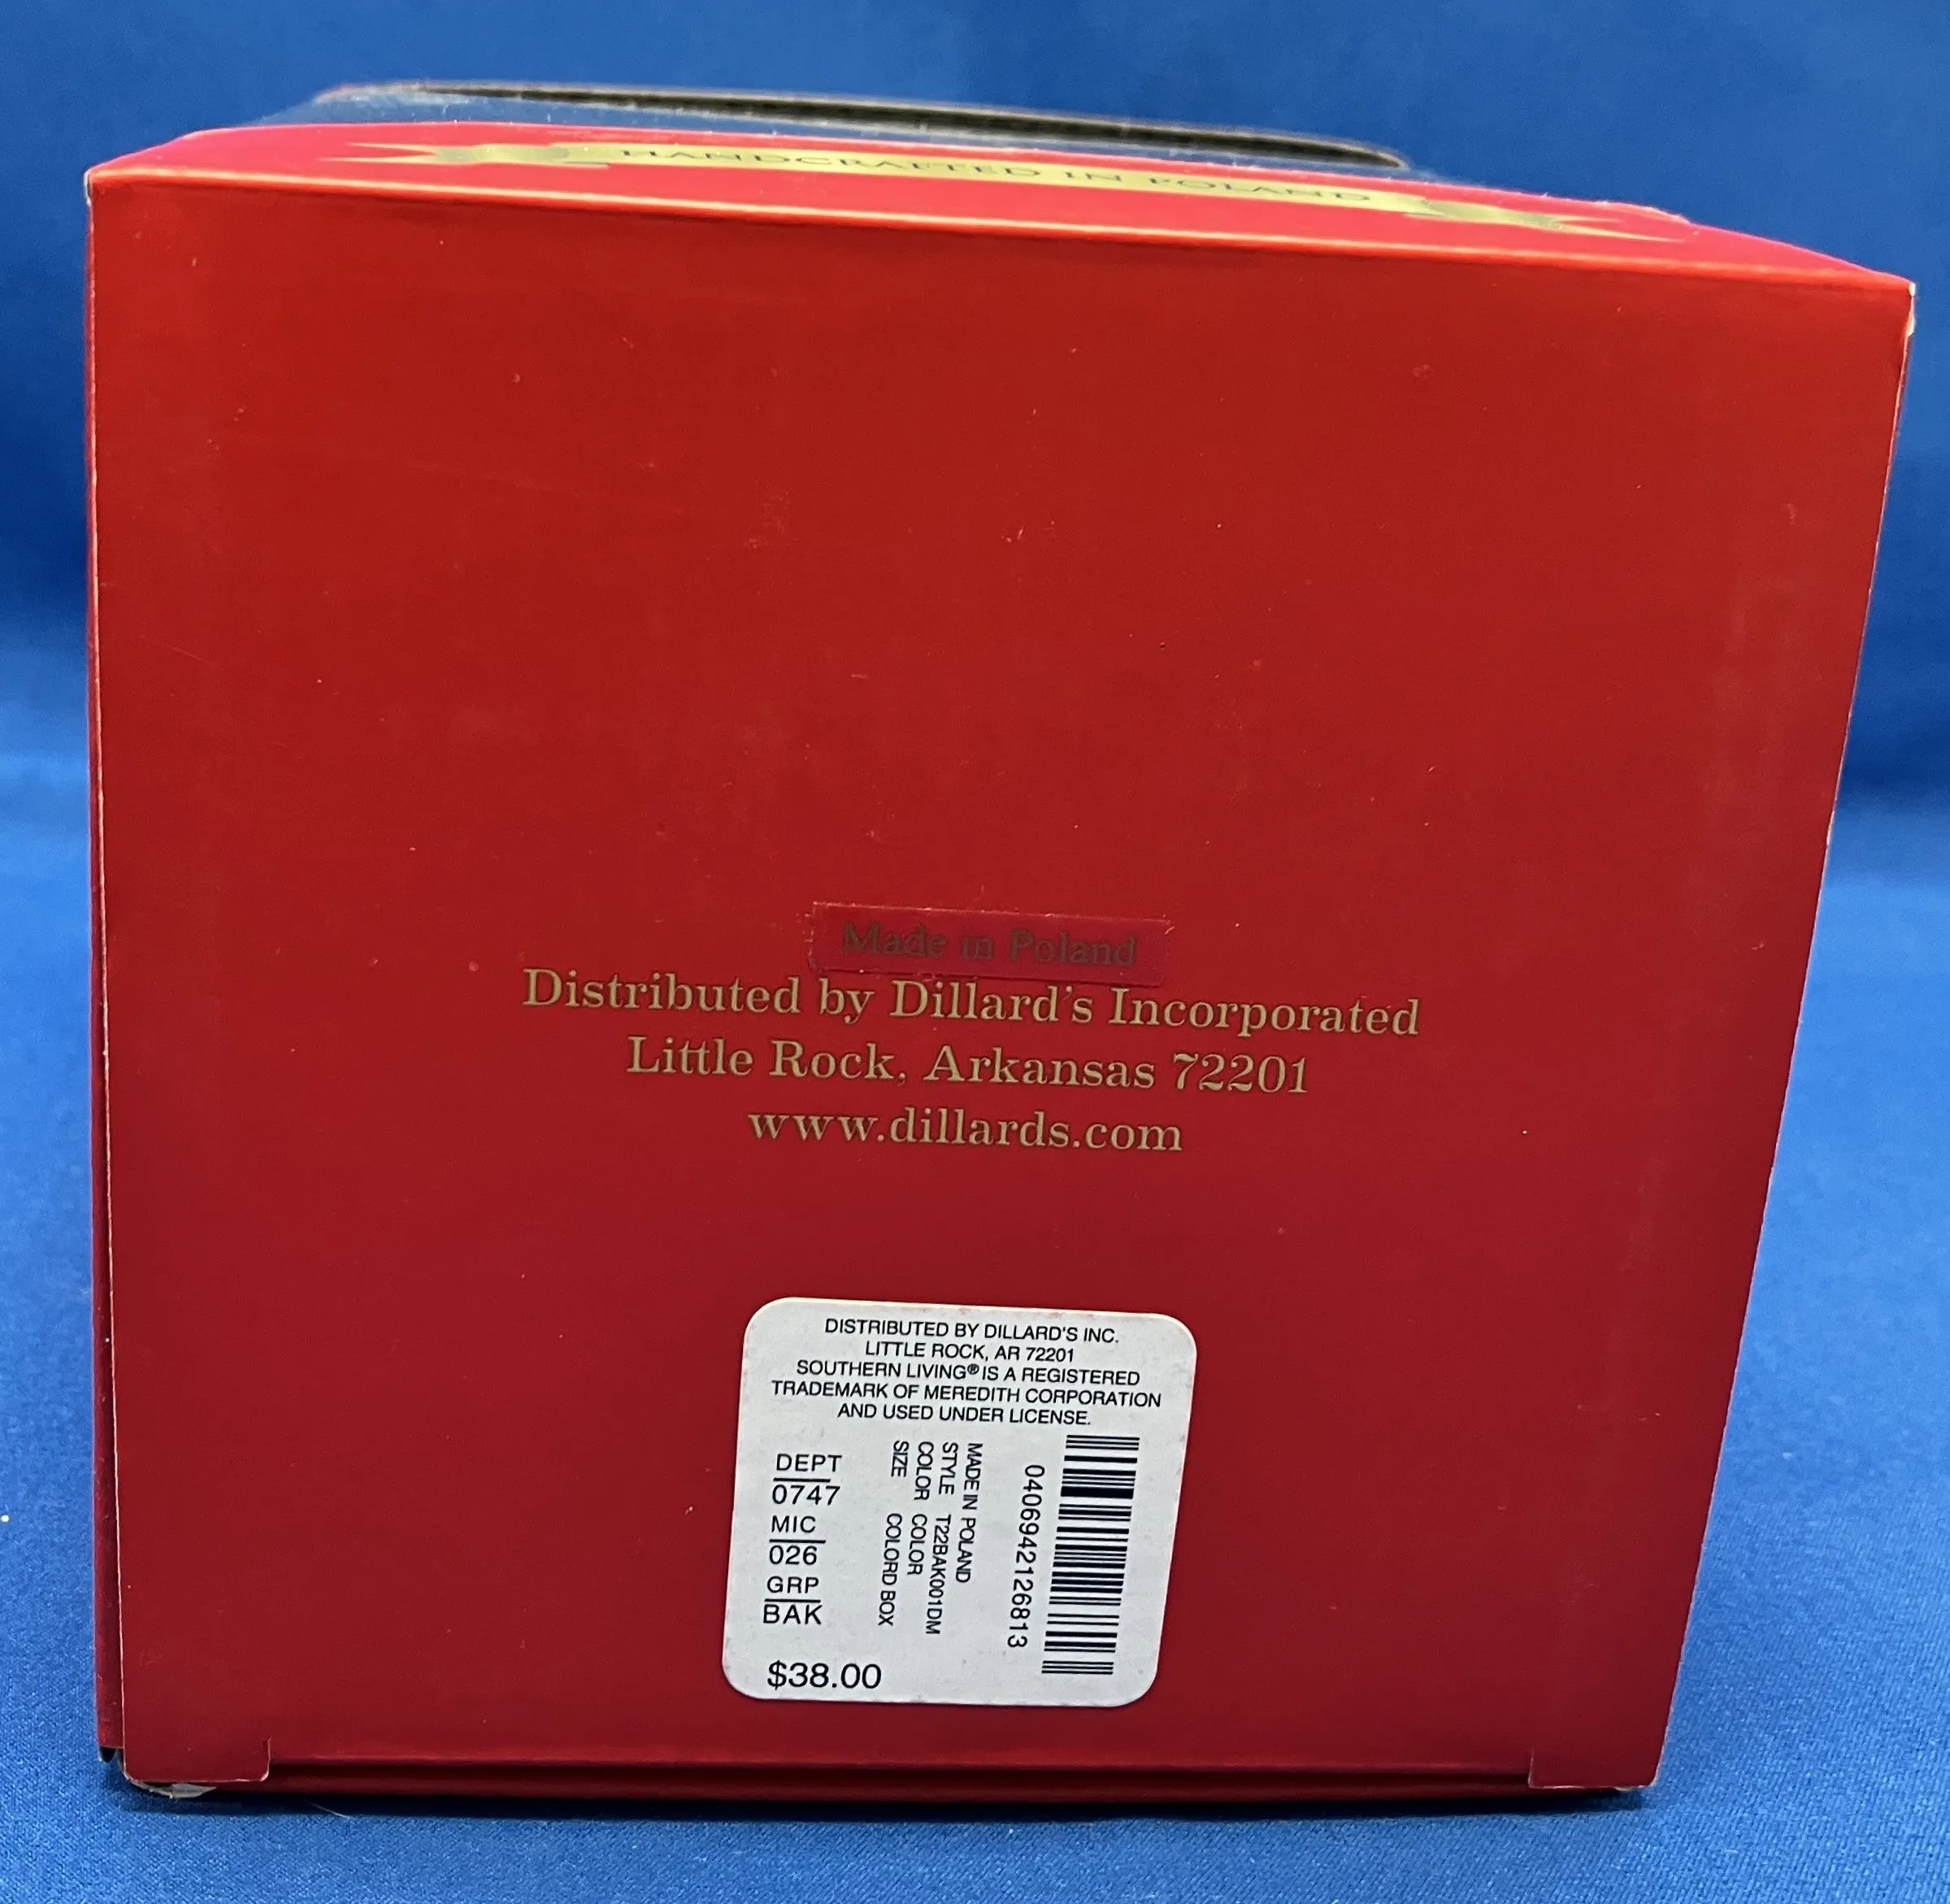 HANDCRAFTED IN POLAND
Made in Poland
Distributed by Dillard's Incorporated
Little Rock, Arkansas 72201
www.dillards.com
DISTRIBUTED BY DILLARD'S INC.
LITTLE ROCK, AR 72201
SOUTHERN LIVING® IS A REGISTERED
TRADEMARK OF MEREDITH CORPORATION
AND USED UNDER LICENSE.
DEPT
0747
MIC
026
GRP
BAK
$38.00
0406942126813
MADE IN POLAND
STYLE T22BAK001DM
COLOR COLOR
SIZE COLORD BOX